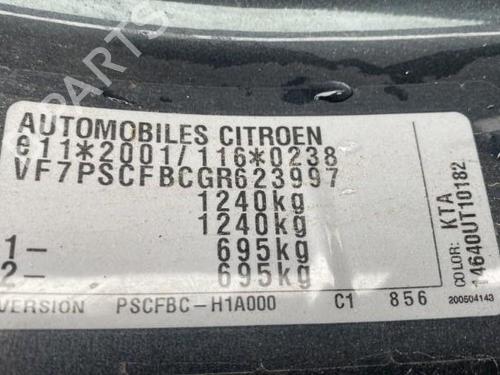 AUTOMOBILES CITROEN
e11*2001/116*0238
VF7PSCFBCGR623997
1240kg
1240kg
1- 695kg
2- 695kg
VERSION PSCFBC-H1A000 C1 856
COLOR: KTA
14640UT10182
200504143